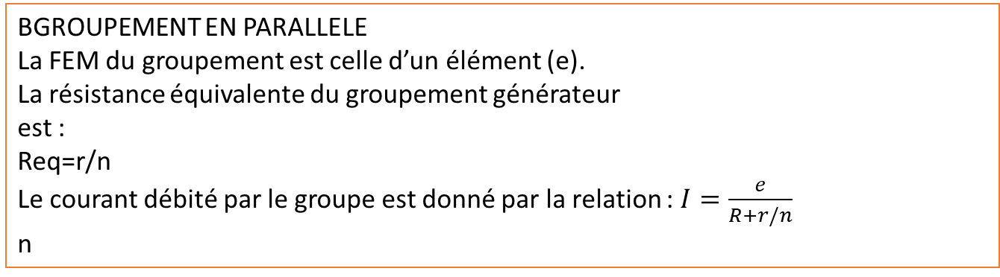 BGROUPEMENT EN PARALLELE
La FEM du groupement est celle d’un élément (e).
La résistance équivalente du groupement générateur
est :
Req=r/n
Le courant débité par le groupe est donné par la relation : I = e/(R+r/n)
n